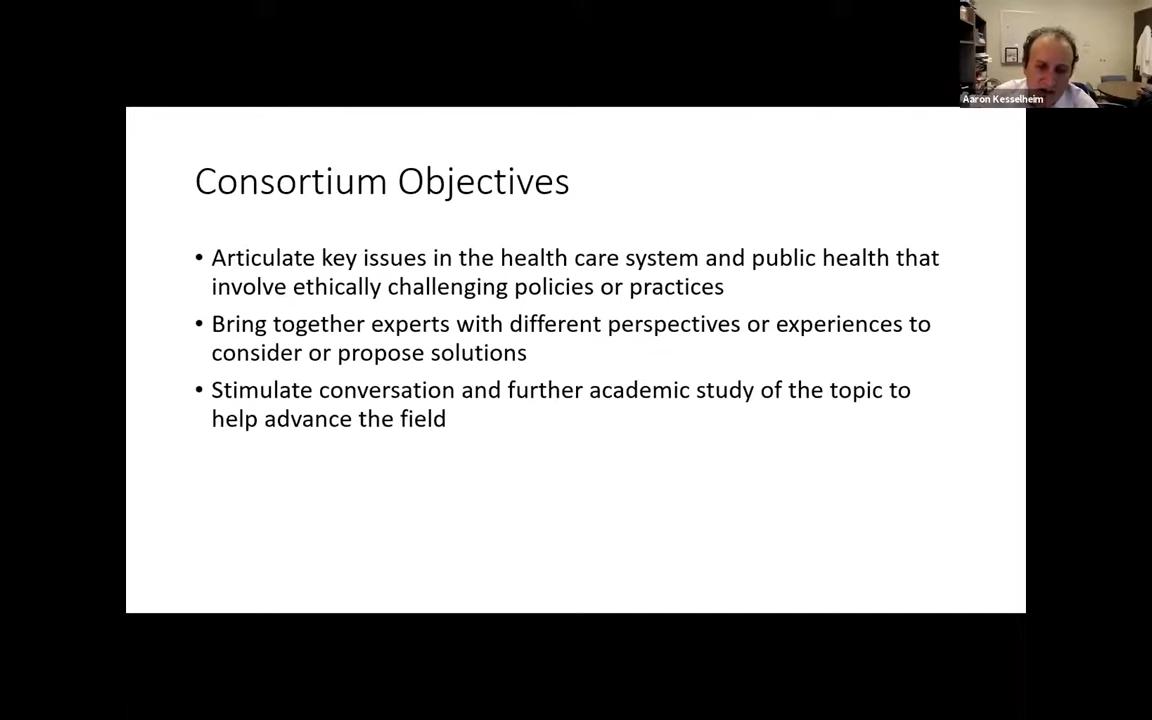 Aaron Kesselheim
Consortium Objectives
• Articulate key issues in the health care system and public health that
involve ethically challenging policies or practices
• Bring together experts with different perspectives or experiences to
consider or propose solutions
• Stimulate conversation and further academic study of the topic to
help advance the field